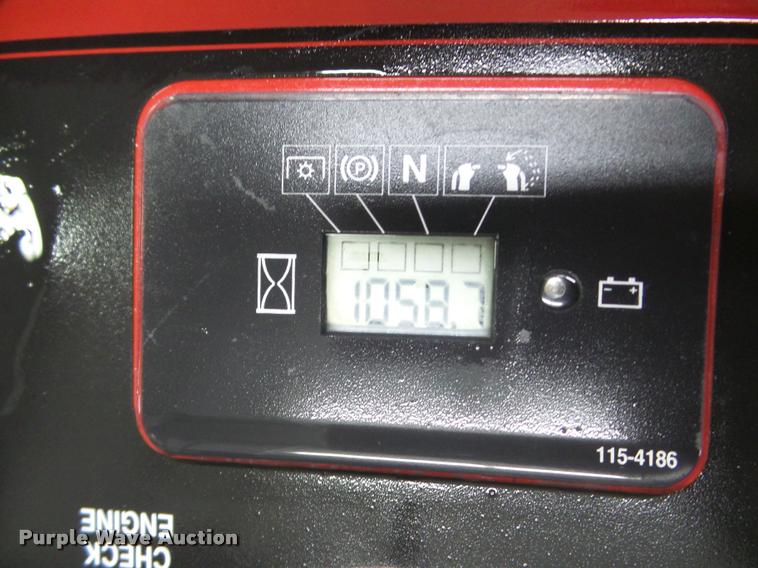 P N
1058.7
115-4186
CHECK
ENGINE
Purple Wave Auction